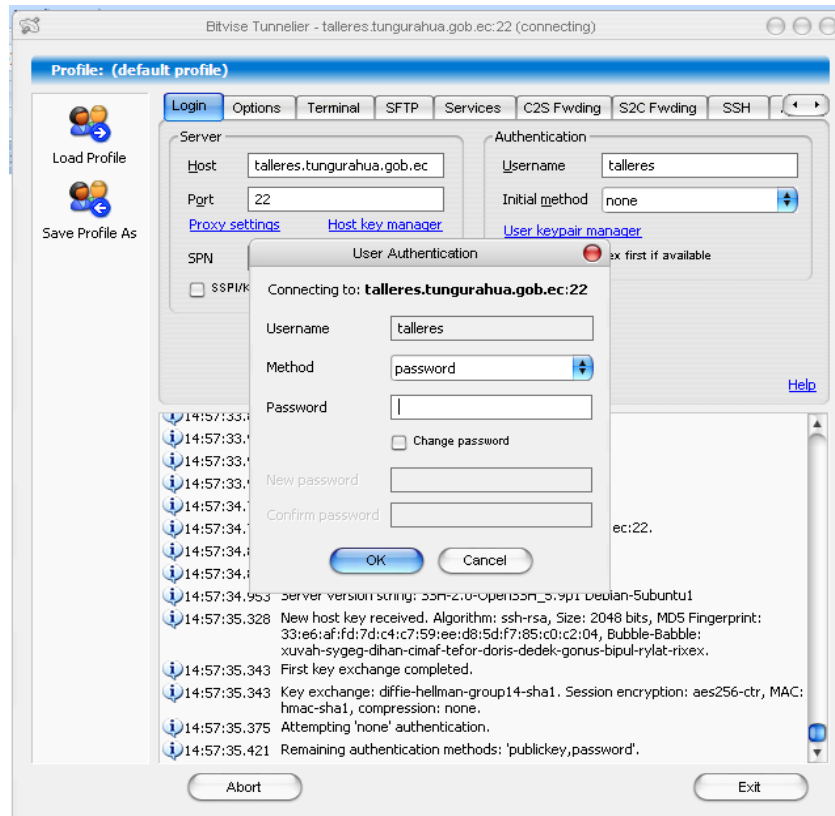 Bitvise Tunnelier - talleres.tungurahua.gob.ec:22 (connecting)
Profile: (default profile)
Load Profile
Save Profile As
Login Options Terminal SFTP Services C2S Fwding S2C Fwding SSH
Server
Host talleres.tungurahua.gob.ec
Port 22
Proxy settings Host key manager
SPN
SSPI/K
Authentication
Username talleres
Initial method none
User keypair manager
ex first if available
Help
User Authentication
Connecting to: talleres.tungurahua.gob.ec:22
Username talleres
Method password
Password
Change password
New password
Confirm password
OK Cancel
14:57:33.
14:57:33.
14:57:33.
14:57:33.
14:57:34.
14:57:34. ec:22.
14:57:34.8
14:57:34.
14:57:34.953 Server version string: SSH-2.0-OpenSSH_5.9p1 Debian-5ubuntu1
14:57:35.328 New host key received. Algorithm: ssh-rsa, Size: 2048 bits, MD5 Fingerprint:
33:e6:af:fd:7d:c4:c7:59:ee:d8:5d:f7:85:c0:c2:04, Bubble-Babble:
xuvah-sygeg-dihan-cimaf-tefor-doris-dedek-gonus-bipul-rylat-rixex.
14:57:35.343 First key exchange completed.
14:57:35.343 Key exchange: diffie-hellman-group14-sha1. Session encryption: aes256-ctr, MAC:
hmac-sha1, compression: none.
14:57:35.375 Attempting 'none' authentication.
14:57:35.421 Remaining authentication methods: 'publickey,password'.
Abort Exit